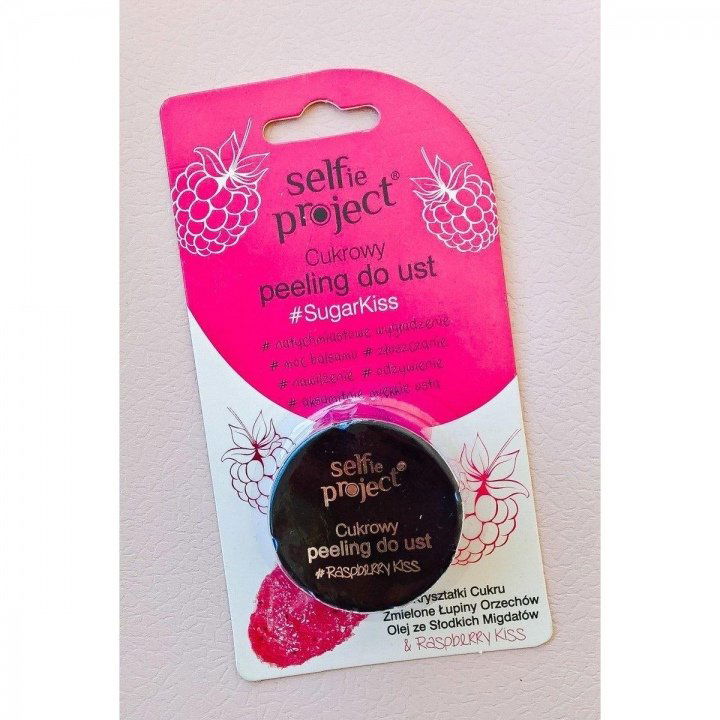 selfie
project®
Cukrowy
peeling do ust
#SugarKiss
# natychmiastowe wygładzenie
# moc balsamu # złuszczanie
# nawilżenie # odżywienie
# aksamitnie miękkie usta
selfie
project®
Cukrowy
peeling do ust
#Raspberry Kiss
Kryształki Cukru
Zmielone Łupiny Orzechów
Olej ze Słodkich Migdałów
& Raspberry Kiss